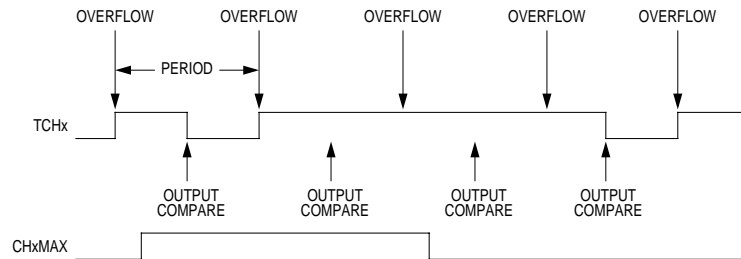 OVERFLOW OVERFLOW OVERFLOW OVERFLOW OVERFLOW
PERIOD
TCHx
OUTPUT COMPARE
OUTPUT COMPARE
OUTPUT COMPARE
OUTPUT COMPARE
CHxMAX